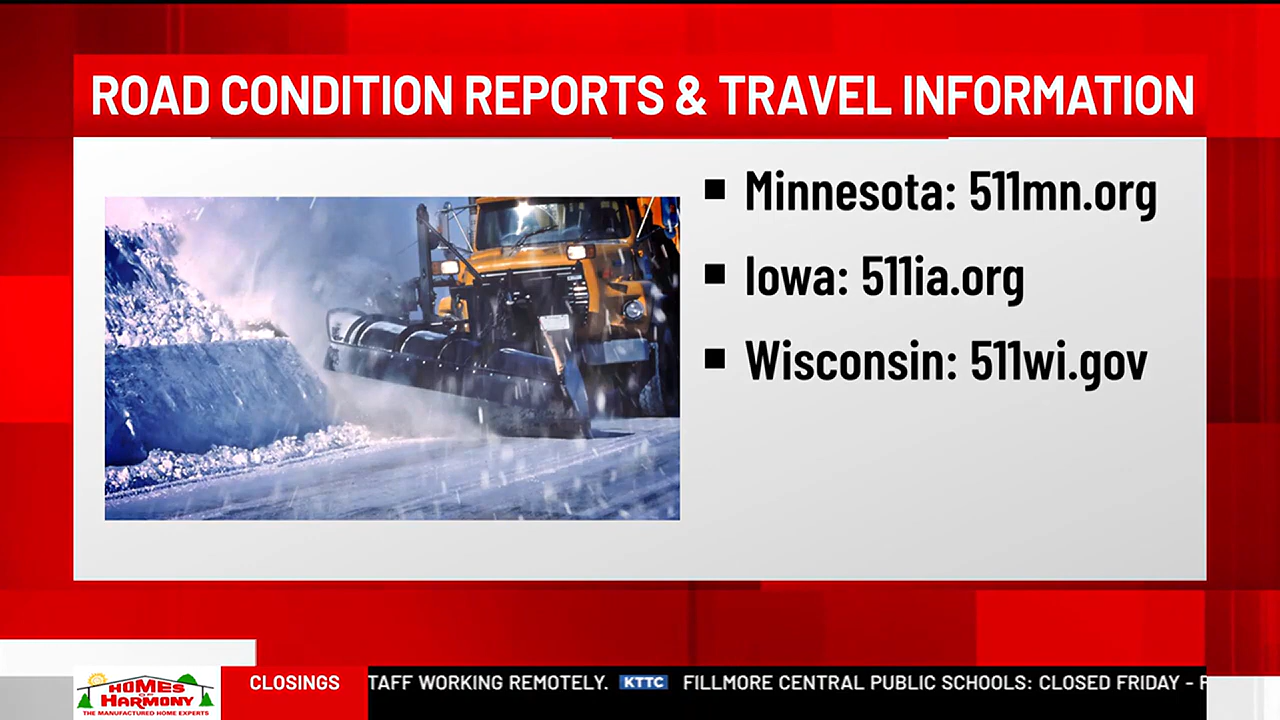 ROAD CONDITION REPORTS & TRAVEL INFORMATION
Minnesota: 511mn.org
Iowa: 511ia.org
Wisconsin: 511wi.gov
HOMES
OF
HARMONY
THE MANUFACTURED HOME EXPERTS
CLOSINGS
TAFF WORKING REMOTELY. KTTC FILLMORE CENTRAL PUBLIC SCHOOLS: CLOSED FRIDAY -